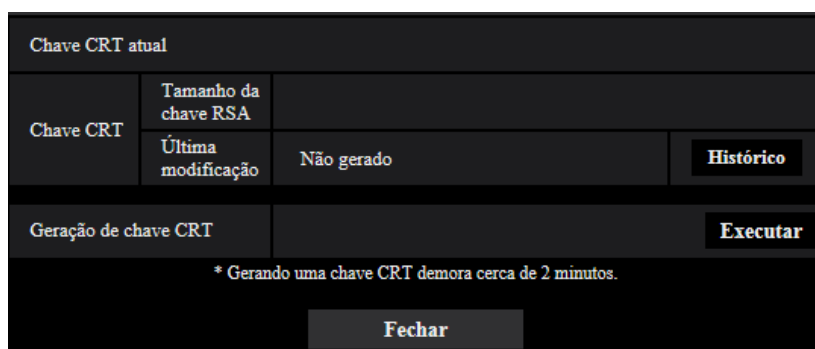 Chave CRT atual
Chave CRT
Tamanho da
chave RSA
Última
modificação
Não gerado
Histórico
Geração de chave CRT
Executar
* Gerando uma chave CRT demora cerca de 2 minutos.
Fechar